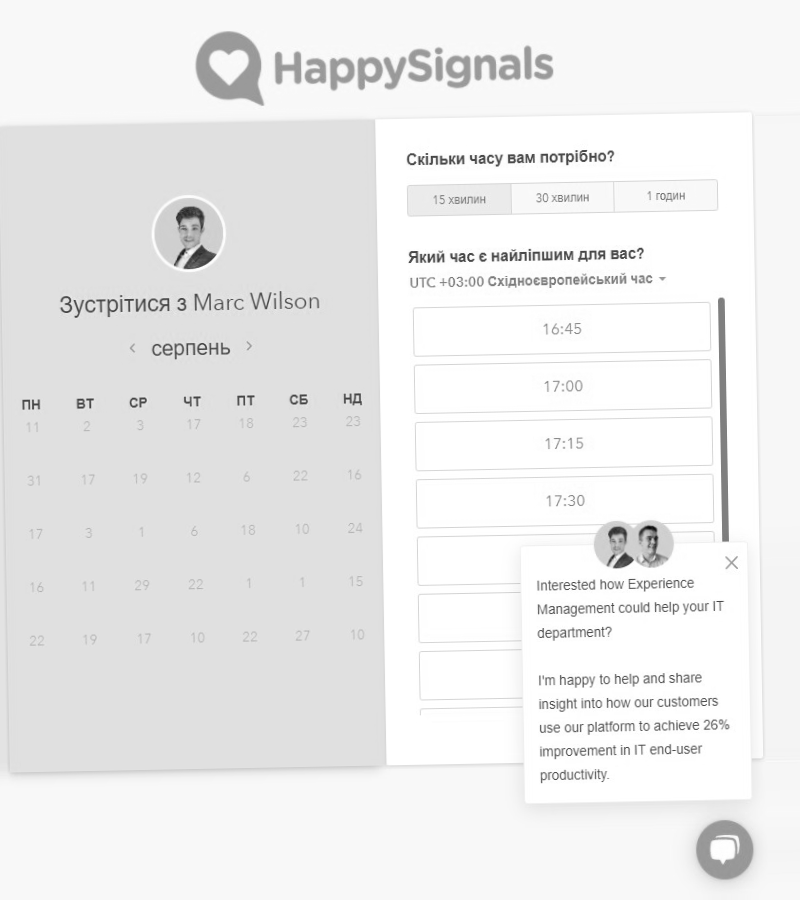 HappySignals
Зустрітися з Marc Wilson
серпень
ПН ВТ СР ЧТ ПТ СБ НД
11 2 3 17 18 23 23
31 17 19 12 6 22 16
17 3 1 6 18 10 24
16 11 29 22 1 1 15
22 19 17 10 22 27 10
Скільки часу вам потрібно?
15 хвилин 30 хвилин 1 годин
Який час є найліпшим для вас?
UTC +03:00 Східноєвропейський час
16:45
17:00
17:15
17:30
Interested how Experience
Management could help your IT
department?
I'm happy to help and share
insight into how our customers
use our platform to achieve 26%
improvement in IT end-user
productivity.